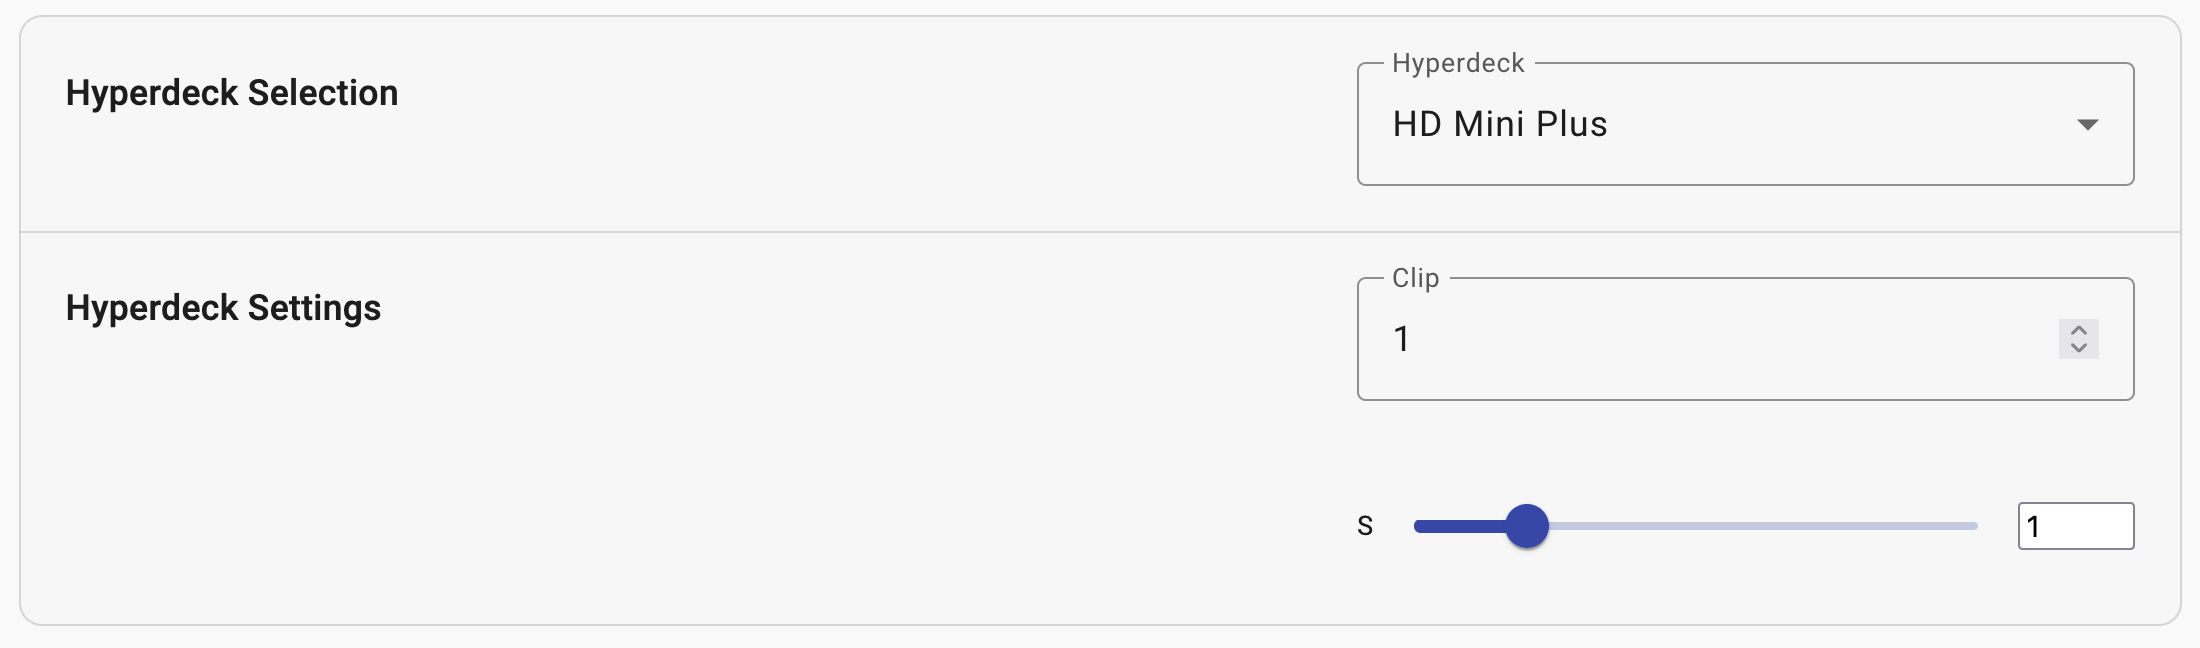 Hyperdeck Selection
Hyperdeck
HD Mini Plus
Hyperdeck Settings
Clip
1
S
1